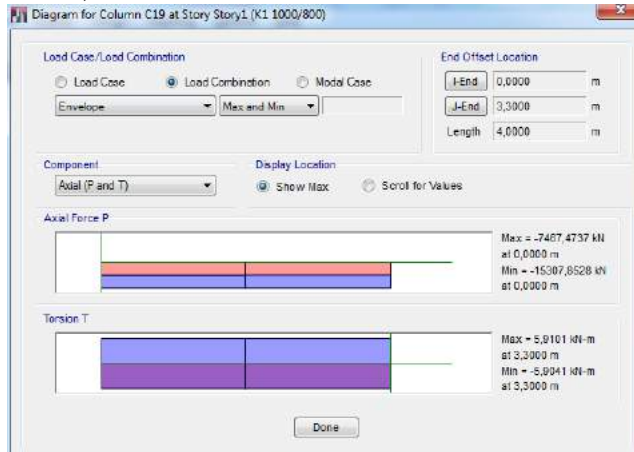 Diagram for Column C19 at Story Story1 (K1 1000/800)
Load Case/Load Combination
Load Case Load Combination Modal Case
Envelope Max and Min
End Offset Location
I-End 0,0000 m
J-End 3,3000 m
Length 4,0000 m
Component
Axial (P and T)
Display Location
Show Max Scroll for Values
Axial Force P
Max = -7487,4737 kN
at 0,0000 m
Min = -15307,8528 kN
at 0,0000 m
Torsion T
Max = 5,9101 kN-m
at 3,3000 m
Min = -5,9041 kN-m
at 3,3000 m
Done